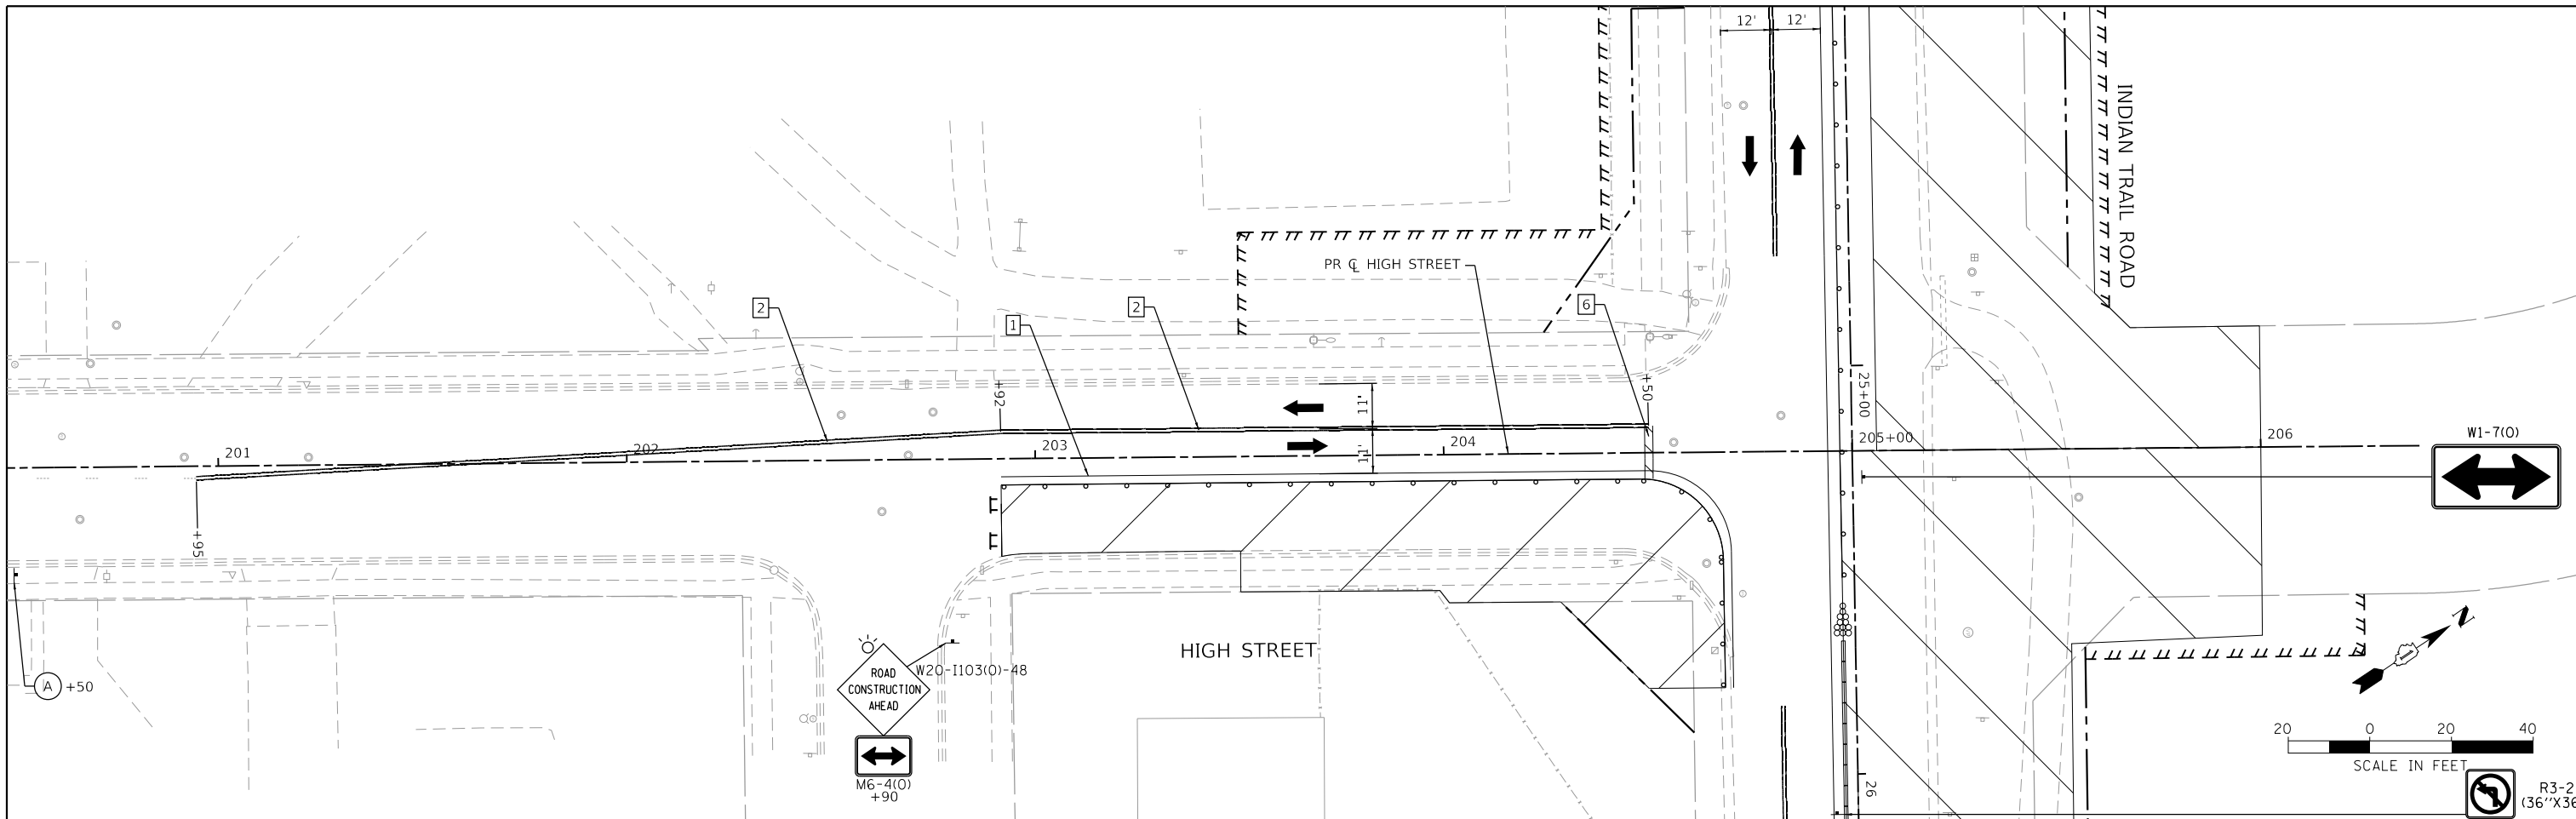 12'
12'
INDIAN TRAIL ROAD
PR ℄ HIGH STREET
2
2
1
6
+92
+50
11'
11'
25+00
201
202
203
204
205+00
206
W1-7(O)
+95
A
+50
ROAD
CONSTRUCTION
AHEAD
W20-I103(O)-48
M6-4(O)
+90
HIGH STREET
N
20
0
20
40
SCALE IN FEET
26
R3-2
(36"X36